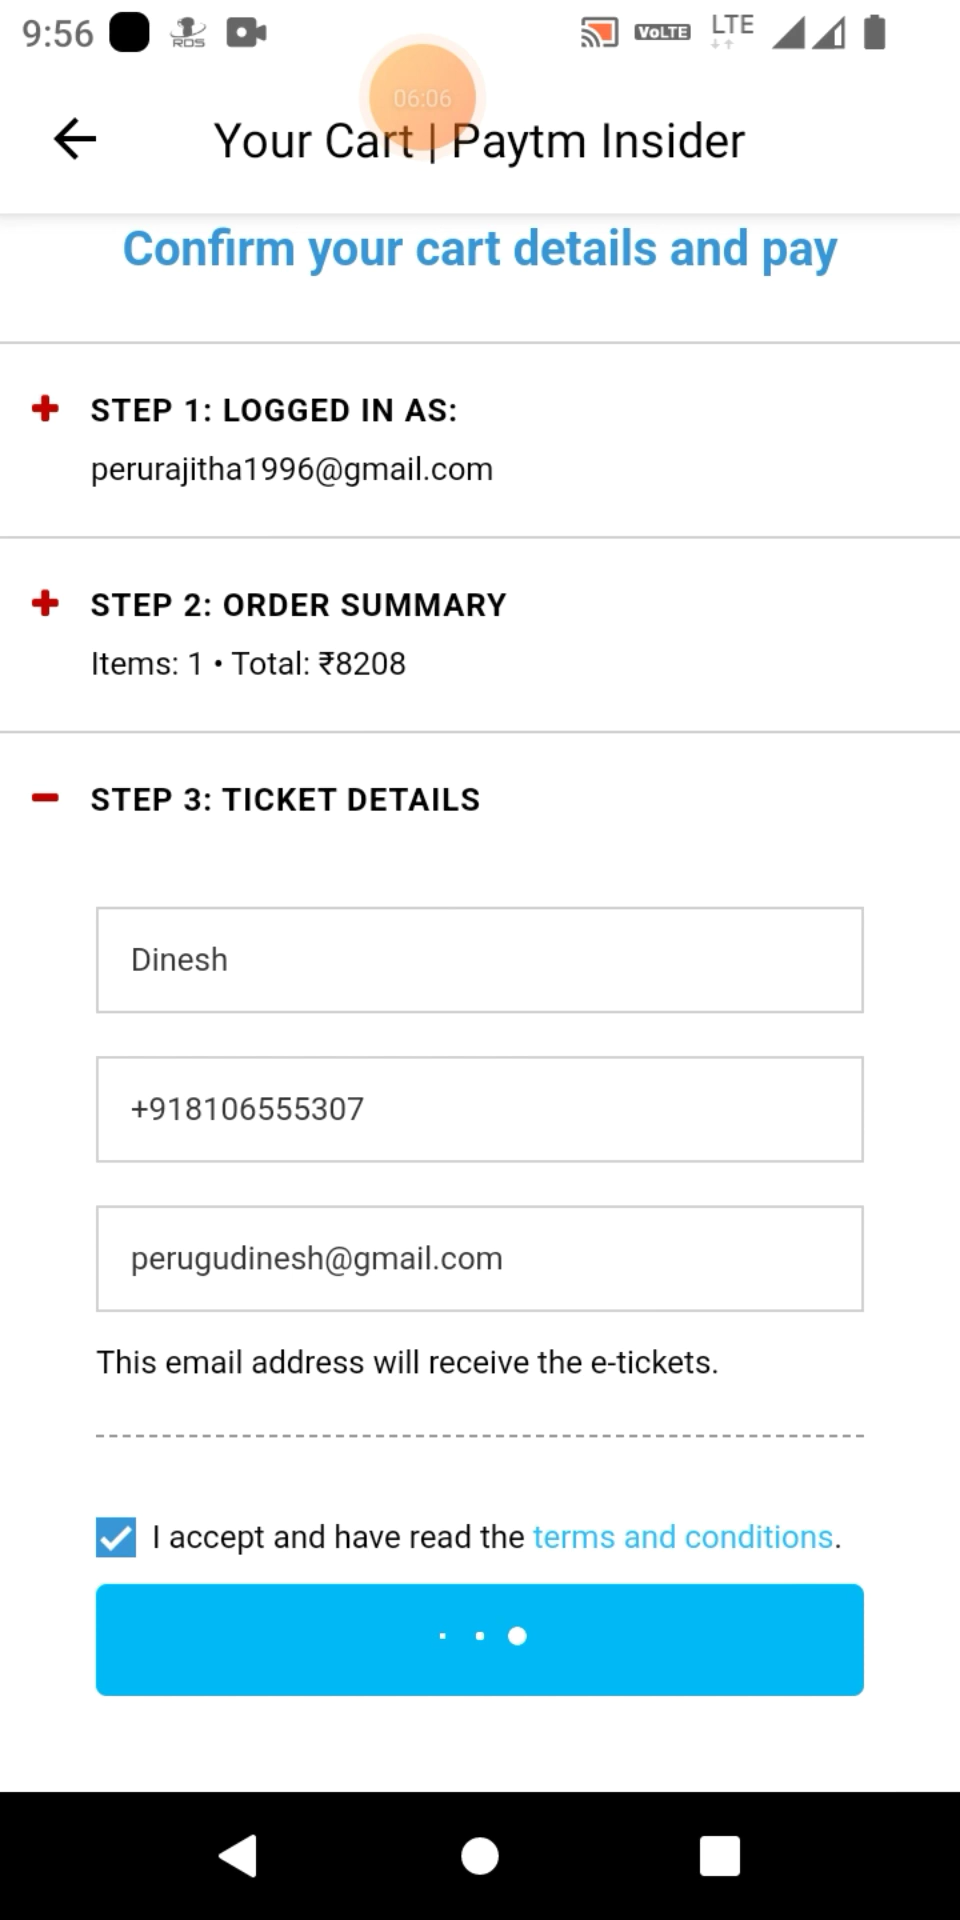 9:56 RDS VoLTE LTE
06:06
Your Cart | Paytm Insider
Confirm your cart details and pay
STEP 1: LOGGED IN AS:
perurajitha1996@gmail.com
STEP 2: ORDER SUMMARY
Items: 1 • Total: ₹8208
STEP 3: TICKET DETAILS
Dinesh
+918106555307
perugudinesh@gmail.com
This email address will receive the e-tickets.
I accept and have read the terms and conditions.